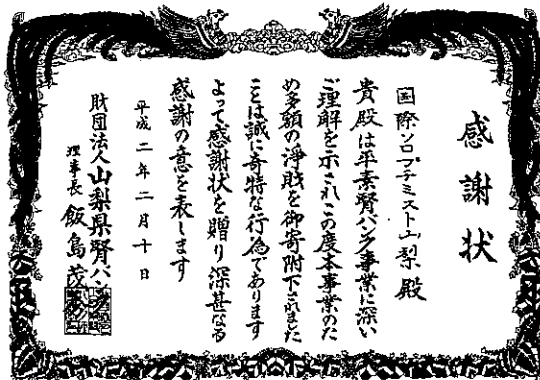 感謝状
国際ソロプチミスト山梨殿
貴殿は平素腎バンク事業に深い
ご理解を示されこの度本事業のた
め多額の浄財を御寄附下さいました
ことは誠に奇特な行為であります
よって感謝状を贈り深甚なる
感謝の意を表します
平成二年二月十日
財団法人山梨県腎バンク
理事長 飯島茂